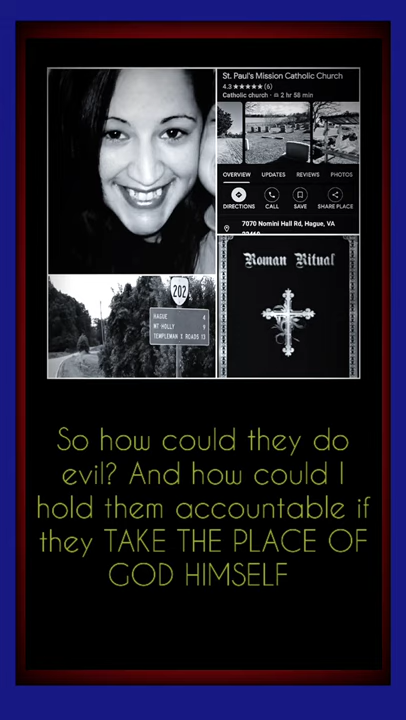 St. Paul's Mission Catholic Church
4.3 ★★★★★ (6)
Catholic church · 2 hr 58 min
OVERVIEW UPDATES REVIEWS PHOTOS
DIRECTIONS CALL SAVE SHARE PLACE
7070 Nomini Hall Rd, Hague, VA
202
HAGUE 4
MT HOLLY 9
TEMPLEMAN S ROADS 13
Roman Ritual
So how could they do
evil? And how could I
hold them accountable if
they TAKE THE PLACE OF
GOD HIMSELF